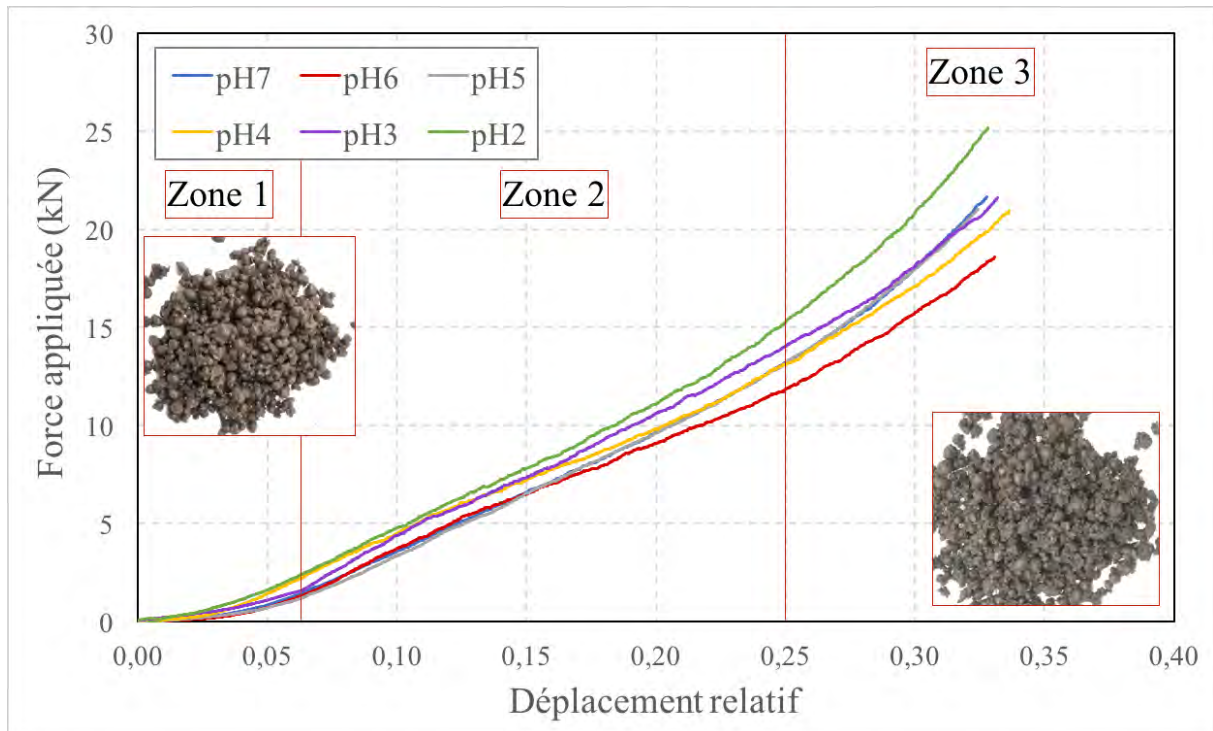 30
25
20
15
10
5
0
Force appliquée (kN)
pH7 pH6 pH5
pH4 pH3 pH2
Zone 1
Zone 2
Zone 3
0,00 0,05 0,10 0,15 0,20 0,25 0,30 0,35 0,40
Déplacement relatif